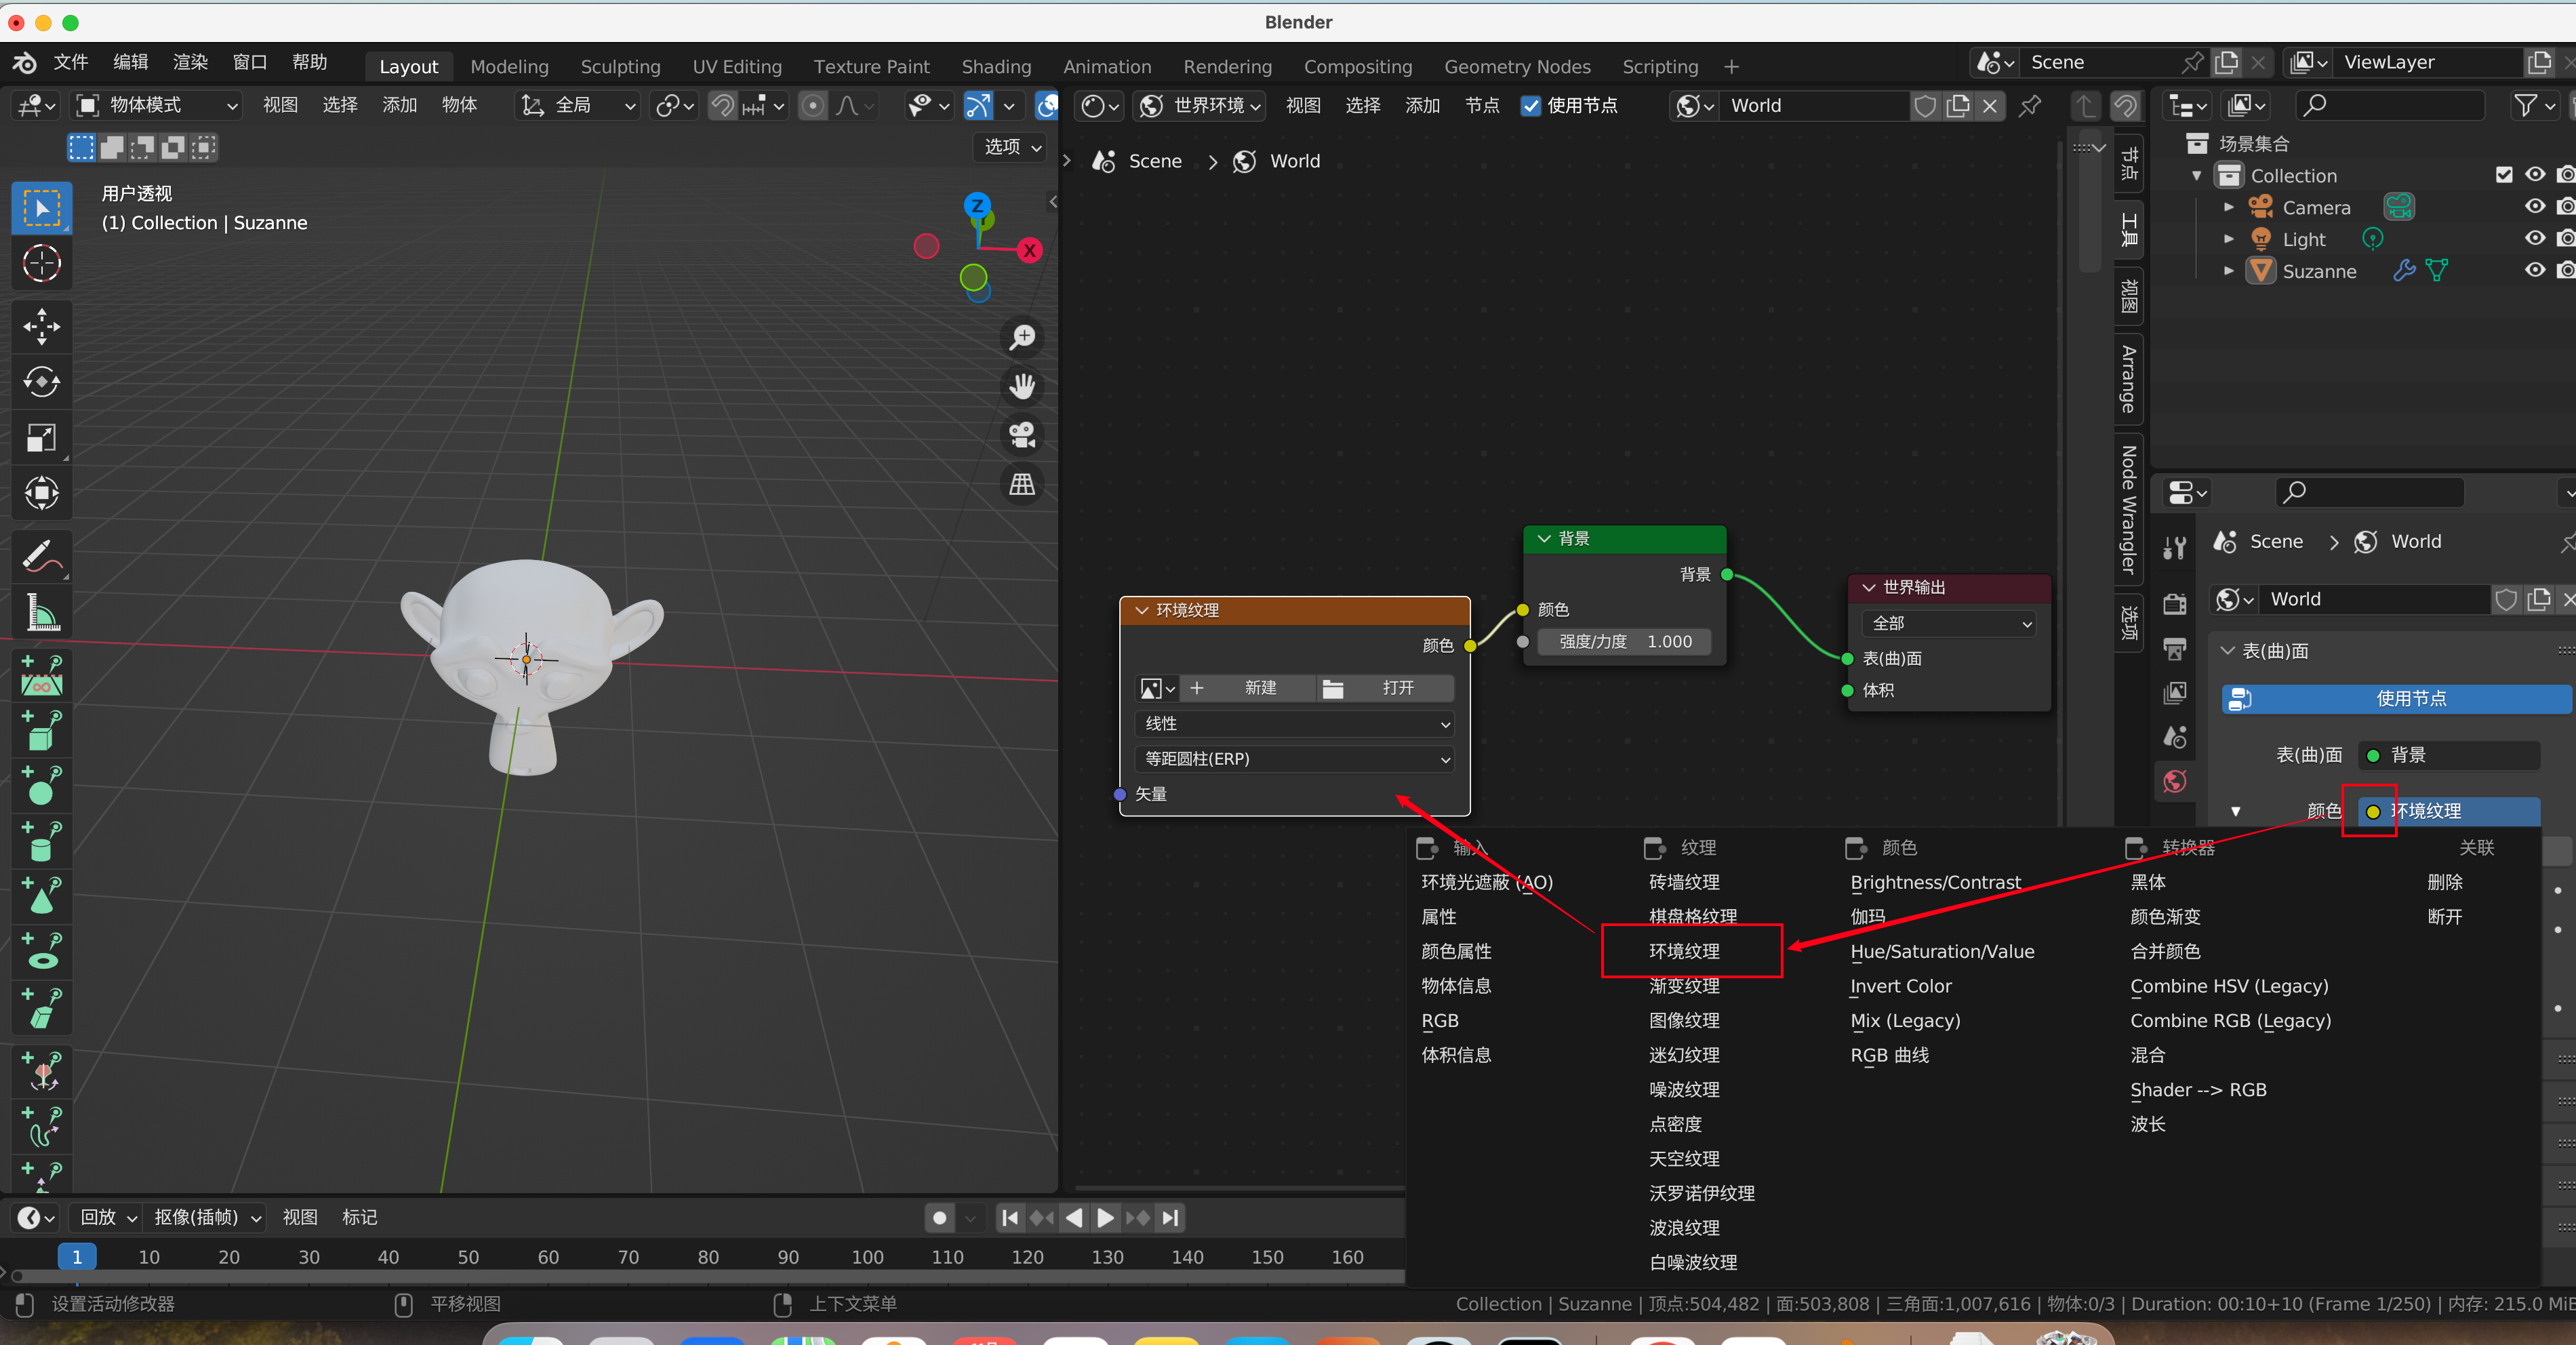 Blender
文件 编辑 渲染 窗口 帮助 Layout Modeling Sculpting UV Editing Texture Paint Shading Animation Rendering Compositing Geometry Nodes Scripting + Scene ViewLayer
物体模式 视图 选择 添加 物体 全局
选项
用户透视
(1) Collection | Suzanne
Z
X
世界环境 视图 选择 添加 节点 使用节点 World
Scene > World
节点
工具
视图
Arrange
Node Wrangler
选项
环境纹理
颜色
新建 打开
线性
等距圆柱(ERP)
矢量
背景
背景
颜色
强度/力度 1.000
世界输出
全部
表(曲)面
体积
场景集合
Collection
Camera
Light
Suzanne
Scene > World
World
表(曲)面
使用节点
表(曲)面 背景
颜色 环境纹理
输入 纹理 颜色 转换器 关联
环境光遮蔽 (AO) 砖墙纹理 Brightness/Contrast 黑体 删除
属性 棋盘格纹理 伽玛 颜色渐变 断开
颜色属性 环境纹理 Hue/Saturation/Value 合并颜色
物体信息 渐变纹理 Invert Color Combine HSV (Legacy)
RGB 图像纹理 Mix (Legacy) Combine RGB (Legacy)
体积信息 迷幻纹理 RGB 曲线 混合
噪波纹理 Shader --> RGB
点密度 波长
天空纹理
沃罗诺伊纹理
波浪纹理
白噪波纹理
回放 抠像(插帧) 视图 标记
1 10 20 30 40 50 60 70 80 90 100 110 120 130 140 150 160
设置活动修改器 平移视图 上下文菜单 Collection | Suzanne | 顶点:504,482 | 面:503,808 | 三角面:1,007,616 | 物体:0/3 | Duration: 00:10+10 (Frame 1/250) | 内存: 215.0 MiB